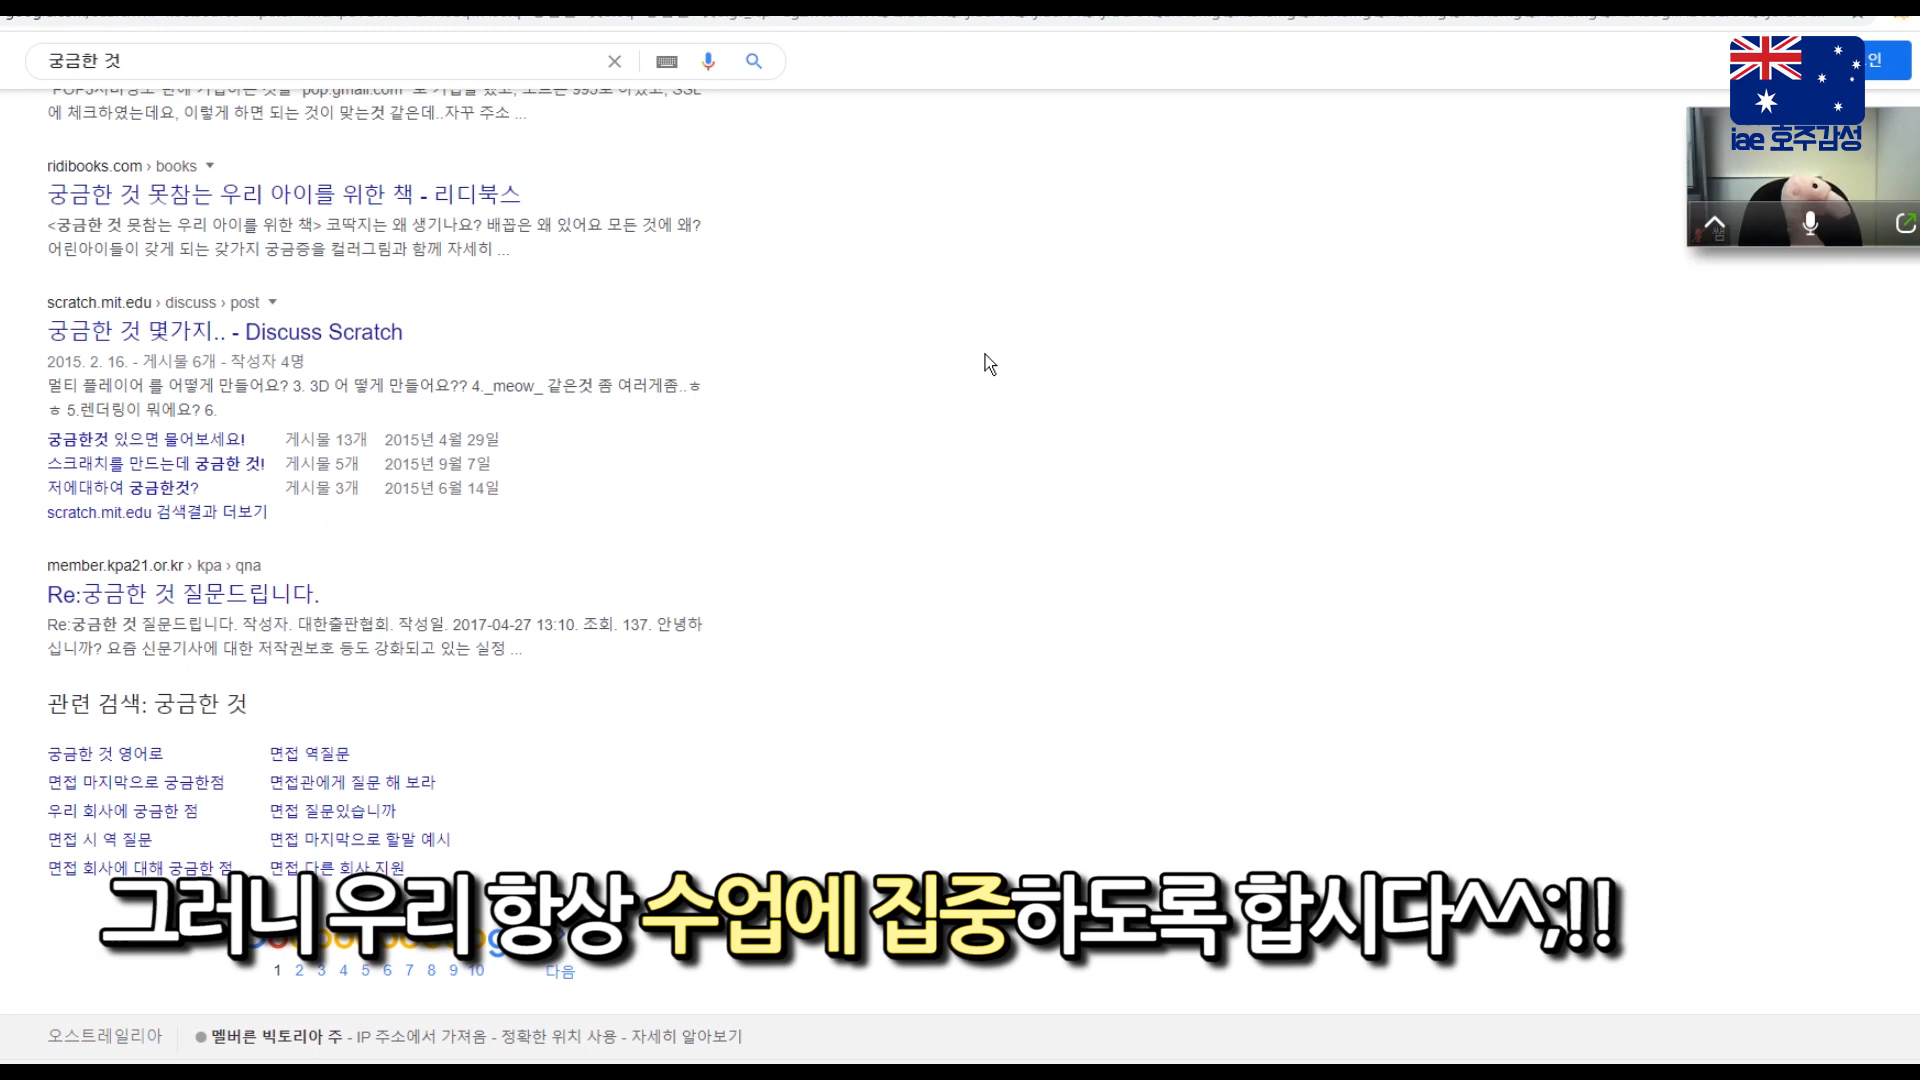 궁금한 것
인
iae 호주감성
쌤
에 체크하였는데요, 이렇게 하면 되는 것이 맞는것 같은데..자꾸 주소 ...
ridibooks.com › books
궁금한 것 못참는 우리 아이를 위한 책 - 리디북스
<궁금한 것 못참는 우리 아이를 위한 책> 코딱지는 왜 생기나요? 배꼽은 왜 있어요 모든 것에 왜?
어린아이들이 갖게 되는 갖가지 궁금증을 컬러그림과 함께 자세히 ...
scratch.mit.edu › discuss › post
궁금한 것 몇가지.. - Discuss Scratch
2015. 2. 16. - 게시물 6개 - 작성자 4명
멀티 플레이어 를 어떻게 만들어요? 3. 3D 어 떻게 만들어요?? 4._meow_ 같은것 좀 여러게좀..ㅎ
ㅎ 5.렌더링이 뭐에요? 6.
궁금한것 있으면 물어보세요! 게시물 13개 2015년 4월 29일
스크래치를 만드는데 궁금한 것! 게시물 5개 2015년 9월 7일
저에대하여 궁금한것? 게시물 3개 2015년 6월 14일
scratch.mit.edu 검색결과 더보기
member.kpa21.or.kr › kpa › qna
Re:궁금한 것 질문드립니다.
Re:궁금한 것 질문드립니다. 작성자. 대한출판협회. 작성일. 2017-04-27 13:10. 조회. 137. 안녕하
십니까? 요즘 신문기사에 대한 저작권보호 등도 강화되고 있는 실정 ...
관련 검색: 궁금한 것
궁금한 것 영어로 면접 역질문
면접 마지막으로 궁금한점 면접관에게 질문 해 보라
우리 회사에 궁금한 점 면접 질문있습니까
면접 시 역 질문 면접 마지막으로 할말 예시
면접 회사에 대해 궁금한 점 면접 다른 회사 지원
그러니 우리 항상 수업에 집중하도록 합시다^^;!!
1 2 3 4 5 6 7 8 9 10 다음
오스트레일리아 멜버른 빅토리아 주 - IP 주소에서 가져옴 - 정확한 위치 사용 - 자세히 알아보기